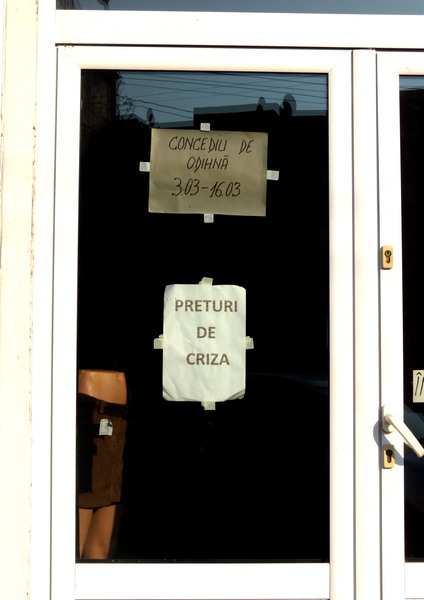 CONCEDIU DE
ODIHNĂ
3.03-16.03
PRETURI
DE
CRIZA